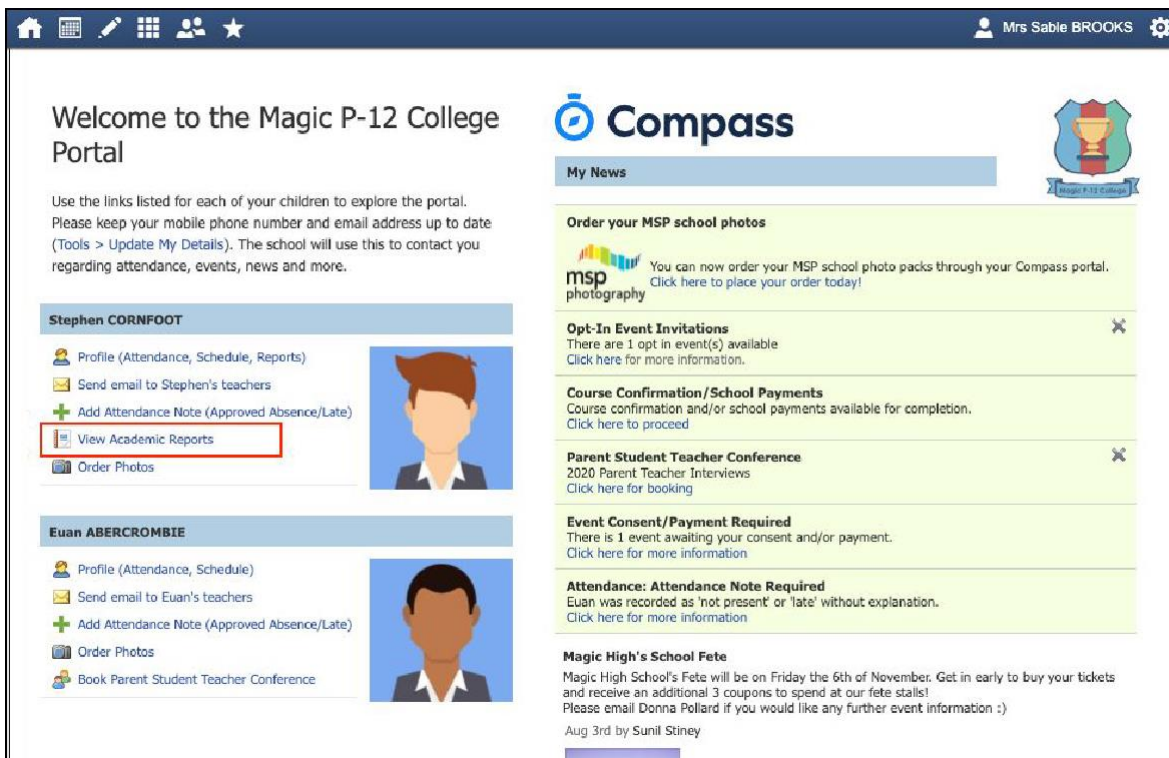 Mrs Sable BROOKS
Welcome to the Magic P-12 College
Portal
Use the links listed for each of your children to explore the portal.
Please keep your mobile phone number and email address up to date
(Tools > Update My Details). The school will use this to contact you
regarding attendance, events, news and more.
Stephen CORNFOOT
Profile (Attendance, Schedule, Reports)
Send email to Stephen's teachers
Add Attendance Note (Approved Absence/Late)
View Academic Reports
Order Photos
Euan ABERCROMBIE
Profile (Attendance, Schedule)
Send email to Euan's teachers
Add Attendance Note (Approved Absence/Late)
Order Photos
Book Parent Student Teacher Conference
Compass
Magic P-12 College
My News
Order your MSP school photos
msp
photography
You can now order your MSP school photo packs through your Compass portal.
Click here to place your order today!
Opt-In Event Invitations
There are 1 opt in event(s) available
Click here for more information.
Course Confirmation/School Payments
Course confirmation and/or school payments available for completion.
Click here to proceed
Parent Student Teacher Conference
2020 Parent Teacher Interviews
Click here for booking
Event Consent/Payment Required
There is 1 event awaiting your consent and/or payment.
Click here for more information
Attendance: Attendance Note Required
Euan was recorded as 'not present' or 'late' without explanation.
Click here for more information
Magic High's School Fete
Magic High School's Fete will be on Friday the 6th of November. Get in early to buy your tickets
and receive an additional 3 coupons to spend at our fete stalls!
Please email Donna Pollard if you would like any further event information :)
Aug 3rd by Sunil Stiney